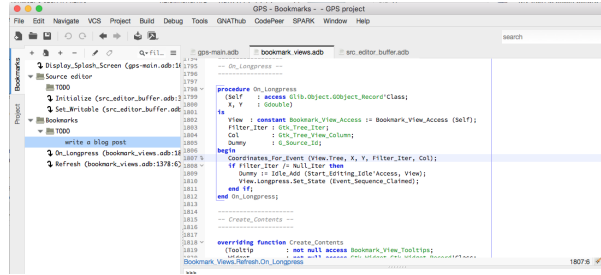 GPS - Bookmarks - - GPS project
File Edit Navigate VCS Project Build Debug Tools GNAThub CodePeer SPARK Window Help
search
Bookmarks
Project
Display_Splash_Screen (gps-main.adb:1
Source editor
TODO
Initialize (src_editor_buffer.adb:
Set_Writable (src_editor_buffer.adb
Bookmarks
TODO
write a blog post
On_Longpress (bookmark_views.adb:18
Refresh (bookmark_views.adb:1378:6)
gps-main.adb bookmark_views.adb src_editor_buffer.adb
1795 -- On_Longpress --
1796 ------------------
1797
1798 procedure On_Longpress
1799 (Self : access Glib.Object.GObject_Record'Class;
1800 X, Y : Gdouble)
1801 is
1802 View : constant Bookmark_View_Access := Bookmark_View_Access (Self);
1803 Filter_Iter : Gtk_Tree_Iter;
1804 Col : Gtk_Tree_View_Column;
1805 Dummy : G_Source_Id;
1806 begin
1807 Coordinates_For_Event (View.Tree, X, Y, Filter_Iter, Col);
1808 if Filter_Iter /= Null_Iter then
1809 Dummy := Idle_Add (Start_Editing_Idle'Access, View);
1810 View.Longpress.Set_State (Event_Sequence_Claimed);
1811 end if;
1812 end On_Longpress;
1813
1814 ---------------------
1815 -- Create_Contents --
1816 ---------------------
1817
1818 overriding function Create_Contents
1819 (Tooltip : not null access Bookmark_View_Tooltips;
Bookmark_Views.Refresh.On_Longpress 1807:6
>>>